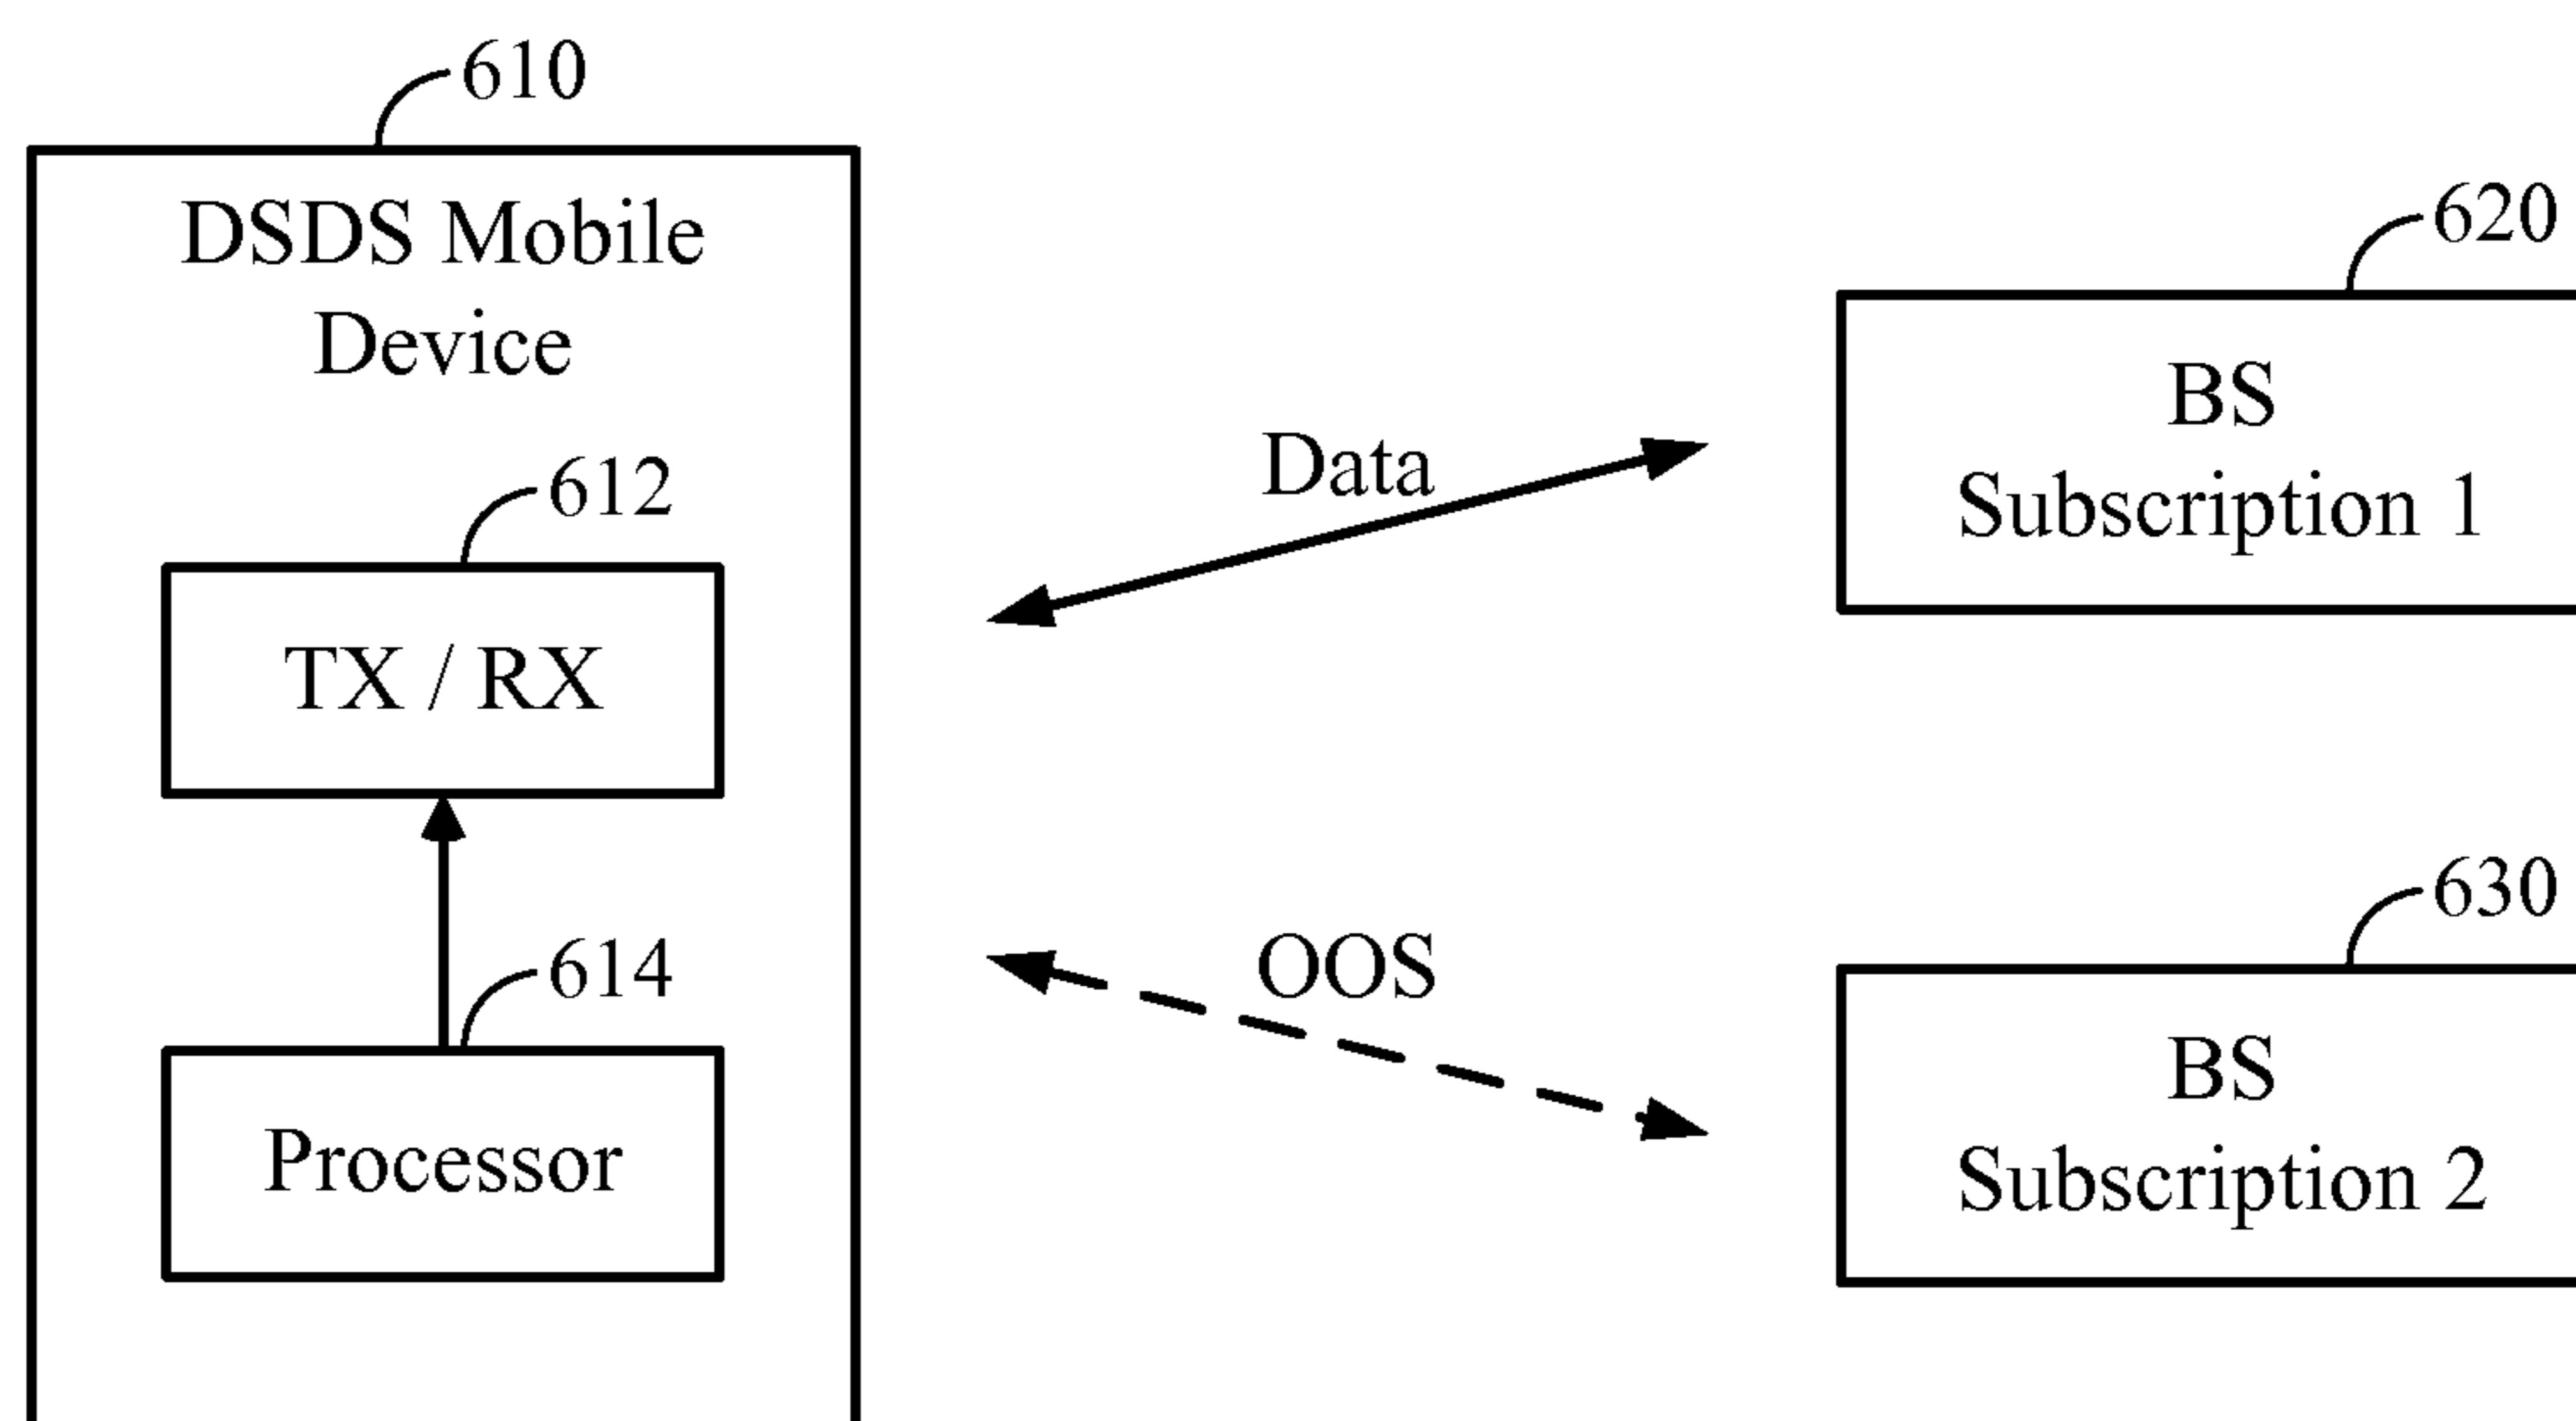 610
DSDS Mobile
Device
612
TX / RX
614
Processor
Data
OOS
620
BS
Subscription 1
630
BS
Subscription 2